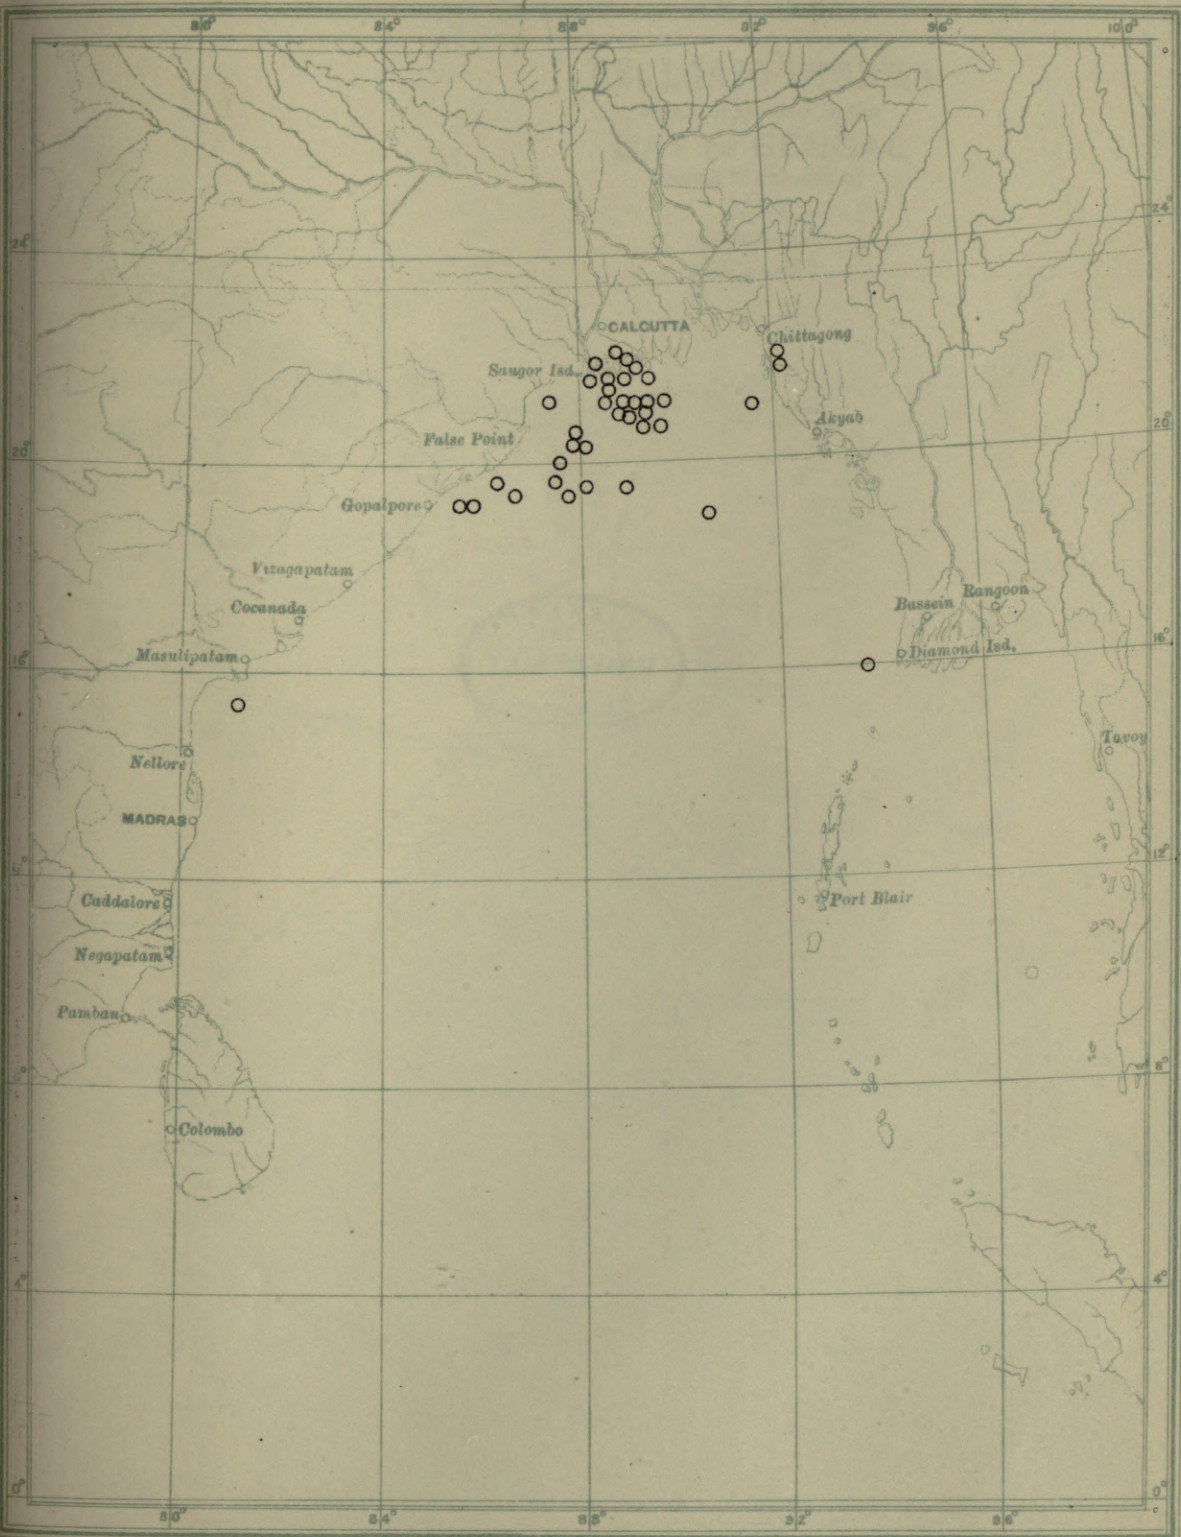 80° 84° 88° 92° 96° 100°
24° 24°
CALCUTTA
Chittagong
Saugor Isd.
Akyab
20° False Point 20°
Gopalpore
Vizagapatam
Rangoon
Cocanada Bassein
Masulipatam Diamond Isd. 16°
16°
Tavoy
Nellore
MADRAS
12°
Caddalore Port Blair
Negapatam
Pamban
8°
Colombo
4° 4°
0° 0°
80° 84° 88° 92° 96°